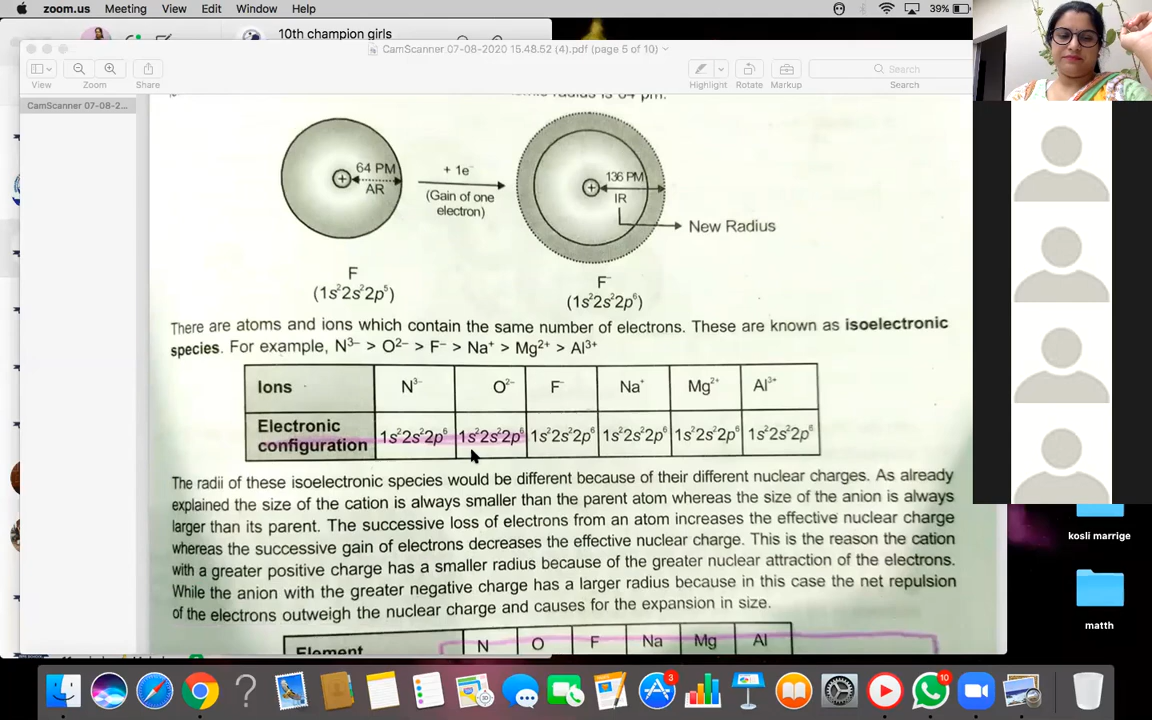 zoom.us Meeting View Edit Window Help
39%
10th champion girls
CamScanner 07-08-2020 15.48.52 (4).pdf (page 5 of 10)
View Zoom Share Highlight Rotate Markup Search
Search
CamScanner 07-08-2...
64 PM
AR
+ 1e⁻
(Gain of one
electron)
136 PM
IR
New Radius
F
(1s²2s²2p⁵)
F⁻
(1s²2s²2p⁶)
There are atoms and ions which contain the same number of electrons. These are known as isoelectronic
species. For example, N³⁻ > O²⁻ > F⁻ > Na⁺ > Mg²⁺ > Al³⁺
Ions N³⁻ O²⁻ F⁻ Na⁺ Mg²⁺ Al³⁺
Electronic configuration 1s²2s²2p⁶ 1s²2s²2p⁶ 1s²2s²2p⁶ 1s²2s²2p⁶ 1s²2s²2p⁶ 1s²2s²2p⁶
The radii of these isoelectronic species would be different because of their different nuclear charges. As already
explained the size of the cation is always smaller than the parent atom whereas the size of the anion is always
larger than its parent. The successive loss of electrons from an atom increases the effective nuclear charge
whereas the successive gain of electrons decreases the effective nuclear charge. This is the reason the cation
with a greater positive charge has a smaller radius because of the greater nuclear attraction of the electrons.
While the anion with the greater negative charge has a larger radius because in this case the net repulsion
of the electrons outweigh the nuclear charge and causes for the expansion in size.
Element N O F Na Mg Al
kosli marrige
matth
3
10